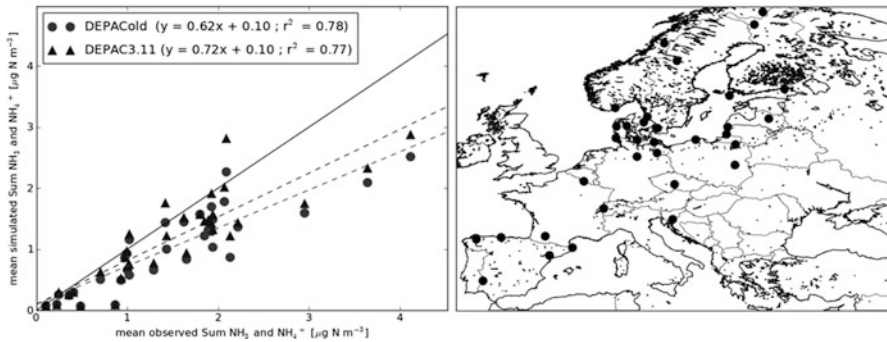 DEPACold (y = 0.62x + 0.10 ; r² = 0.78)
DEPAC3.11 (y = 0.72x + 0.10 ; r² = 0.77)
mean simulated Sum NH₃ and NH₄⁺ [μg N m⁻³]
4
3
2
1
0
0
1
2
3
4
mean observed Sum NH₃ and NH₄⁺ [μg N m⁻³]